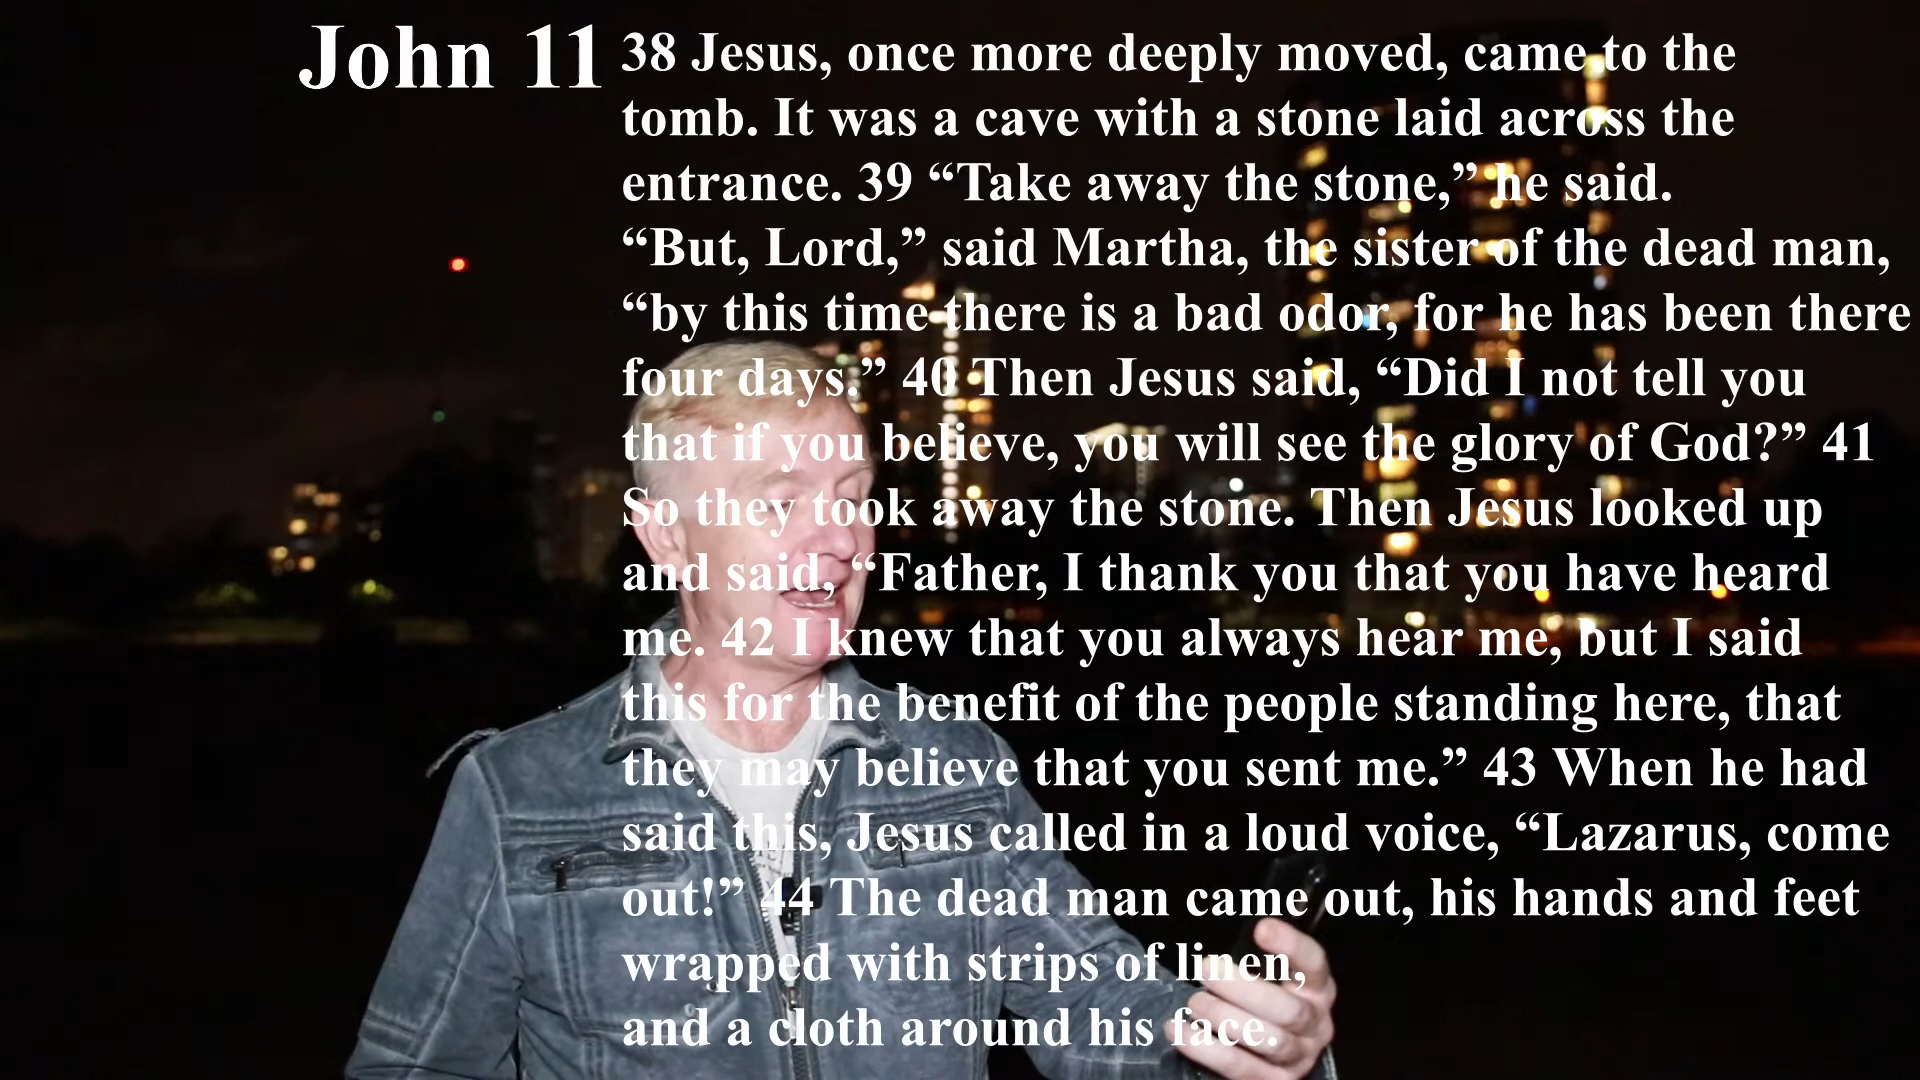 John 11
38 Jesus, once more deeply moved, came to the
tomb. It was a cave with a stone laid across the
entrance. 39 “Take away the stone,” he said.
“But, Lord,” said Martha, the sister of the dead man,
“by this time there is a bad odor, for he has been there
four days.” 40 Then Jesus said, “Did I not tell you
that if you believe, you will see the glory of God?” 41
So they took away the stone. Then Jesus looked up
and said, “Father, I thank you that you have heard
me. 42 I knew that you always hear me, but I said
this for the benefit of the people standing here, that
they may believe that you sent me.” 43 When he had
said this, Jesus called in a loud voice, “Lazarus, come
out!” 44 The dead man came out, his hands and feet
wrapped with strips of linen,
and a cloth around his face.